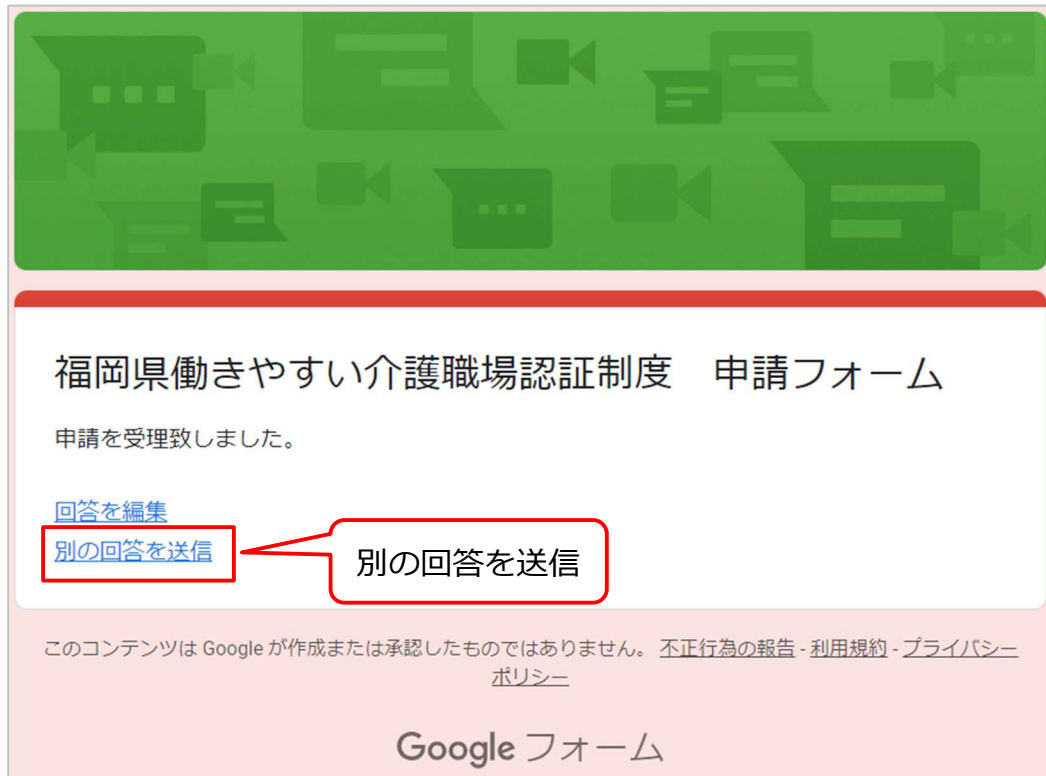 福岡県働きやすい介護職場認証制度　申請フォーム
申請を受理致しました。
回答を編集
別の回答を送信
別の回答を送信
このコンテンツは Google が作成または承認したものではありません。 不正行為の報告 - 利用規約 - プライバシー
ポリシー
Google フォーム